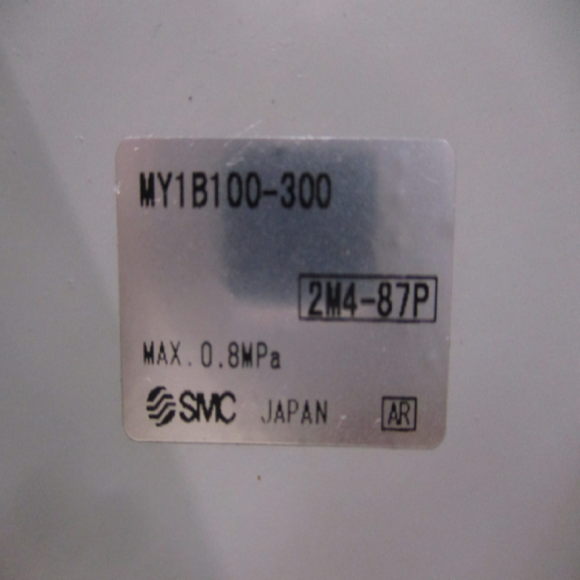 MY1B100-300
2M4-87P
MAX. 0.8MPa
SMC JAPAN AR